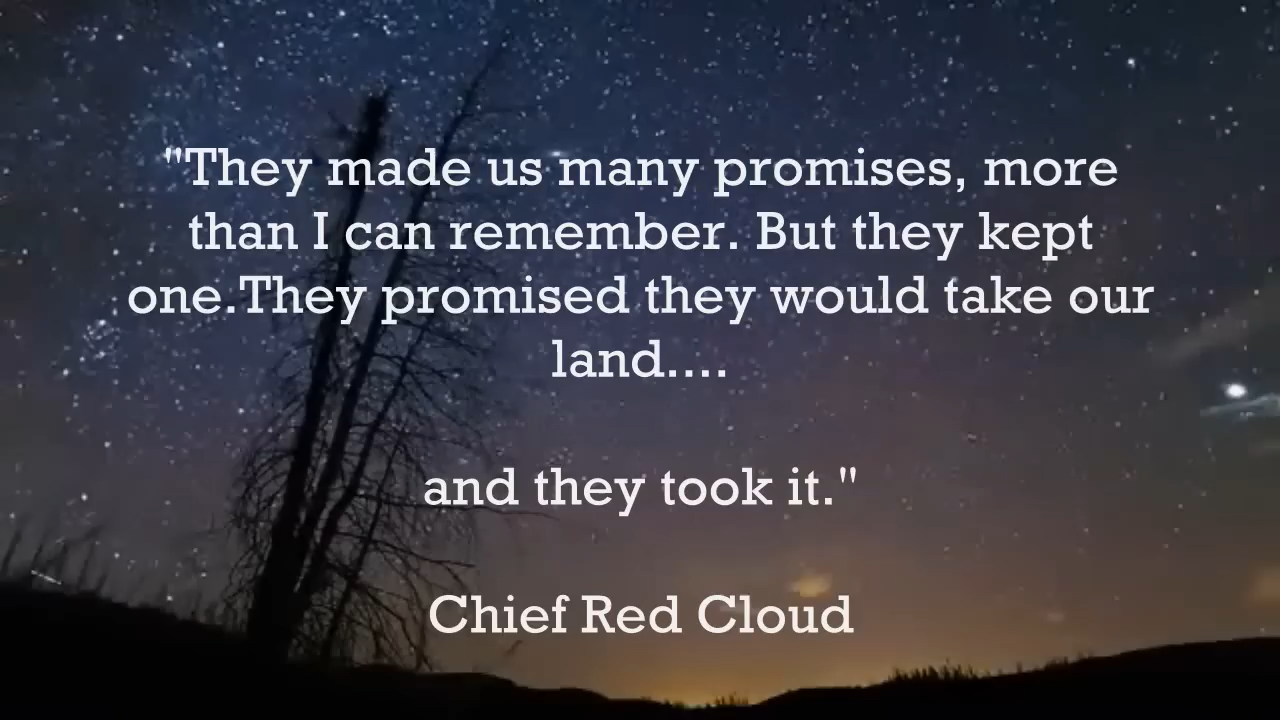 "They made us many promises, more
than I can remember. But they kept
one.They promised they would take our
land....
and they took it."
Chief Red Cloud